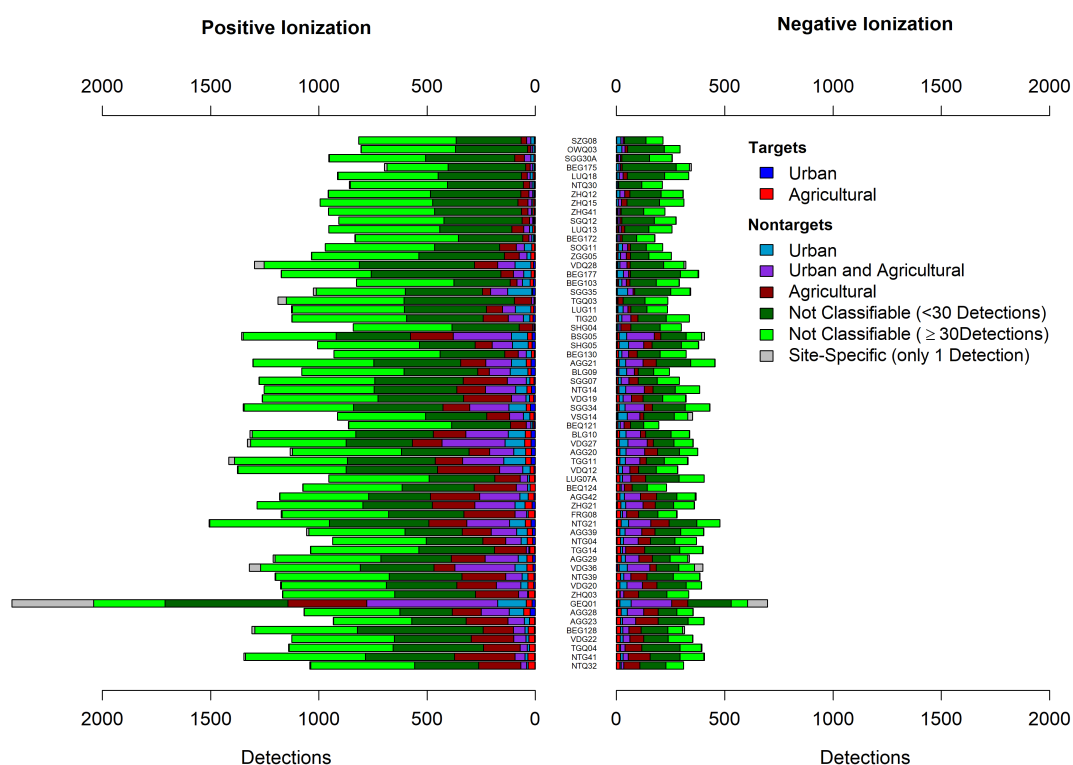 Positive Ionization
Negative Ionization
2000 1500 1000 500 0
0 500 1000 1500 2000
SZG08
OWQ03
SGG30A
BEG175
LUQ18
NTQ30
ZHQ12
ZHQ15
ZHG41
SGQ12
LUQ13
BEG172
SOG11
ZGG05
VDQ28
BEG177
BEG103
SGG35
TGQ03
LUG11
TIG20
SHG04
BSG05
SHG05
BEG130
AGG21
BLG09
SGG07
NTG14
VDG19
SGG34
VSG14
BEQ121
BLG10
VDG27
AGG20
TGG11
VDQ12
LUG07A
BEQ124
AGG42
ZHG21
FRG08
NTG21
AGG39
NTG04
TGG14
AGG29
VDG36
NTG39
VDG20
ZHQ03
GEQ01
AGG28
AGG23
BEG128
VDG22
TGQ04
NTG41
NTQ32
Targets
Urban
Agricultural
Nontargets
Urban
Urban and Agricultural
Agricultural
Not Classifiable (<30 Detections)
Not Classifiable (≥30Detections)
Site-Specific (only 1 Detection)
2000 1500 1000 500 0
0 500 1000 1500 2000
Detections
Detections